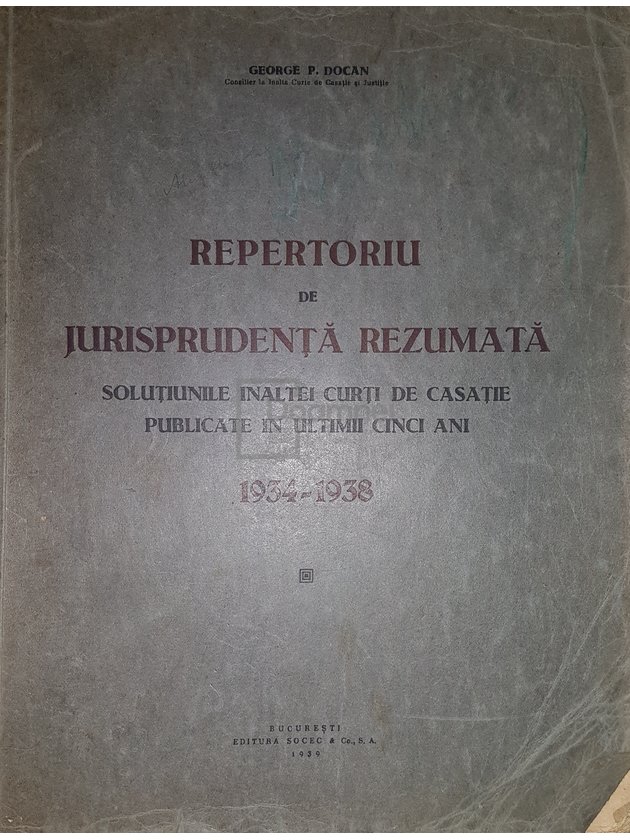 GEORGE P. DOCAN
Consilier la Inalta Curte de Casație și Justiție
REPERTORIU
DE
JURISPRUDENȚĂ REZUMATĂ
SOLUȚIUNILE INALTEI CURȚI DE CASAȚIE
PUBLICATE IN ULTIMII CINCI ANI
1934-1938
BUCUREȘTI
EDITURA SOCEC & Co., S. A.
1939